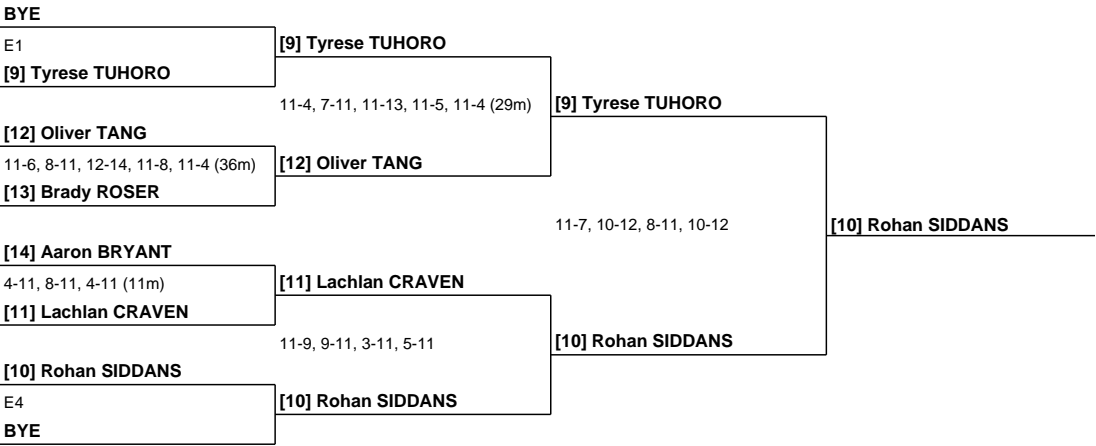 BYE
E1
[9] Tyrese TUHORO
[9] Tyrese TUHORO
11-4, 7-11, 11-13, 11-5, 11-4 (29m)
[9] Tyrese TUHORO
[12] Oliver TANG
11-6, 8-11, 12-14, 11-8, 11-4 (36m)
[12] Oliver TANG
[13] Brady ROSER
11-7, 10-12, 8-11, 10-12
[10] Rohan SIDDANS
[14] Aaron BRYANT
4-11, 8-11, 4-11 (11m)
[11] Lachlan CRAVEN
[11] Lachlan CRAVEN
11-9, 9-11, 3-11, 5-11
[10] Rohan SIDDANS
[10] Rohan SIDDANS
E4
[10] Rohan SIDDANS
BYE